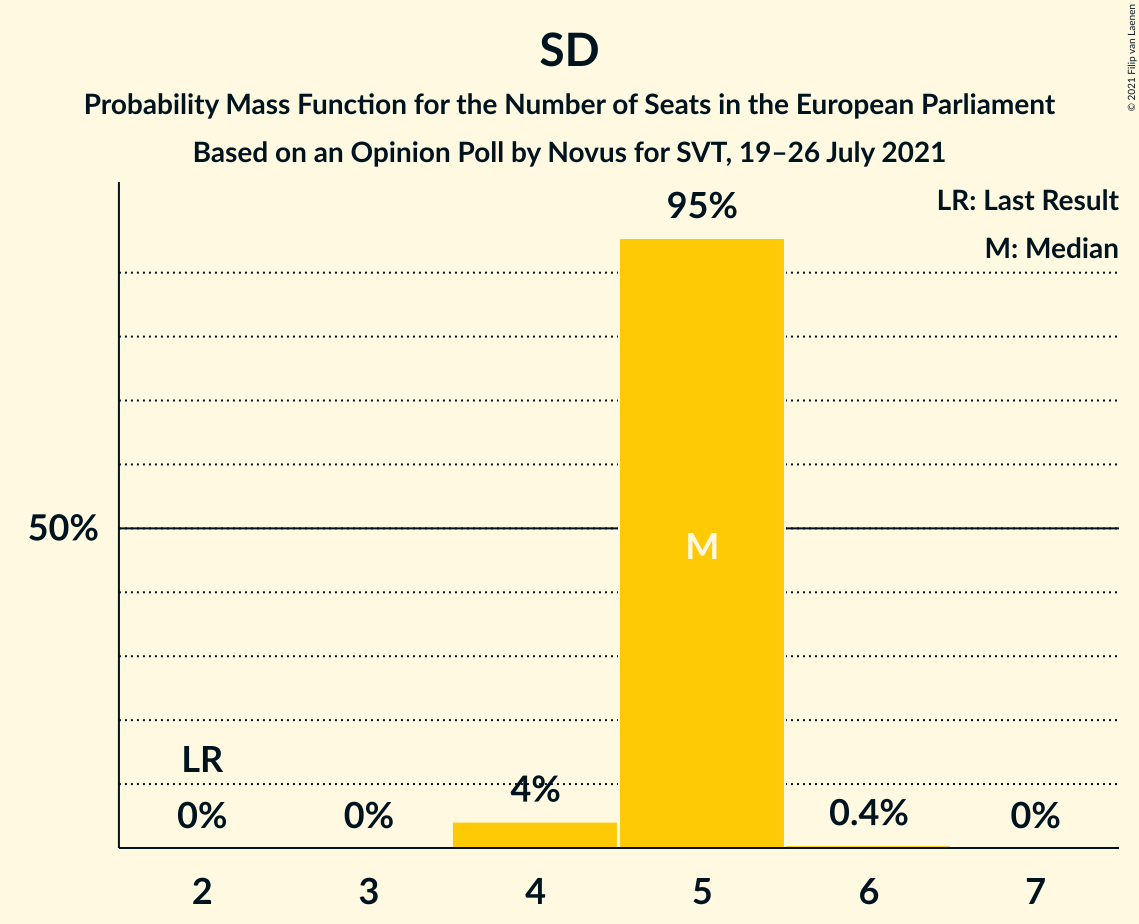 SD
Probability Mass Function for the Number of Seats in the European Parliament
Based on an Opinion Poll by Novus for SVT, 19–26 July 2021
© 2021 Filip van Laenen
LR: Last Result
M: Median
95%
50%
M
LR
0%
0%
4%
0.4%
0%
2
3
4
5
6
7